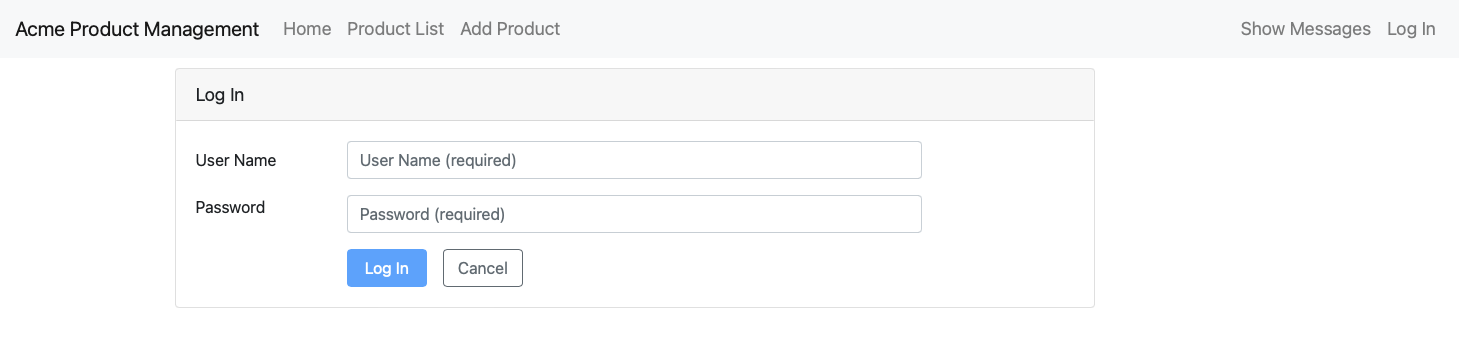 Acme Product Management Home Product List Add Product Show Messages Log In
Log In
User Name User Name (required)
Password Password (required)
Log In Cancel